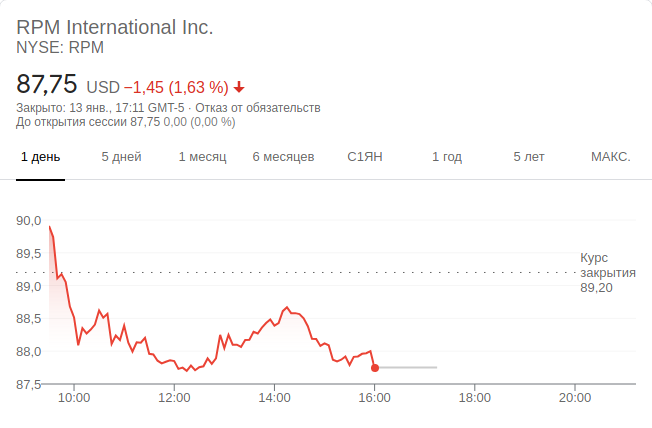 RPM International Inc.
NYSE: RPM
87,75 USD −1,45 (1,63 %)
Закрыто: 13 янв., 17:11 GMT-5 · Отказ от обязательств
До открытия сессии 87,75 0,00 (0,00 %)
1 день 5 дней 1 месяц 6 месяцев С1ЯН 1 год 5 лет МАКС.
90,0
89,5
Курс
закрытия
89,20
89,0
88,5
88,0
87,5
10:00 12:00 14:00 16:00 18:00 20:00